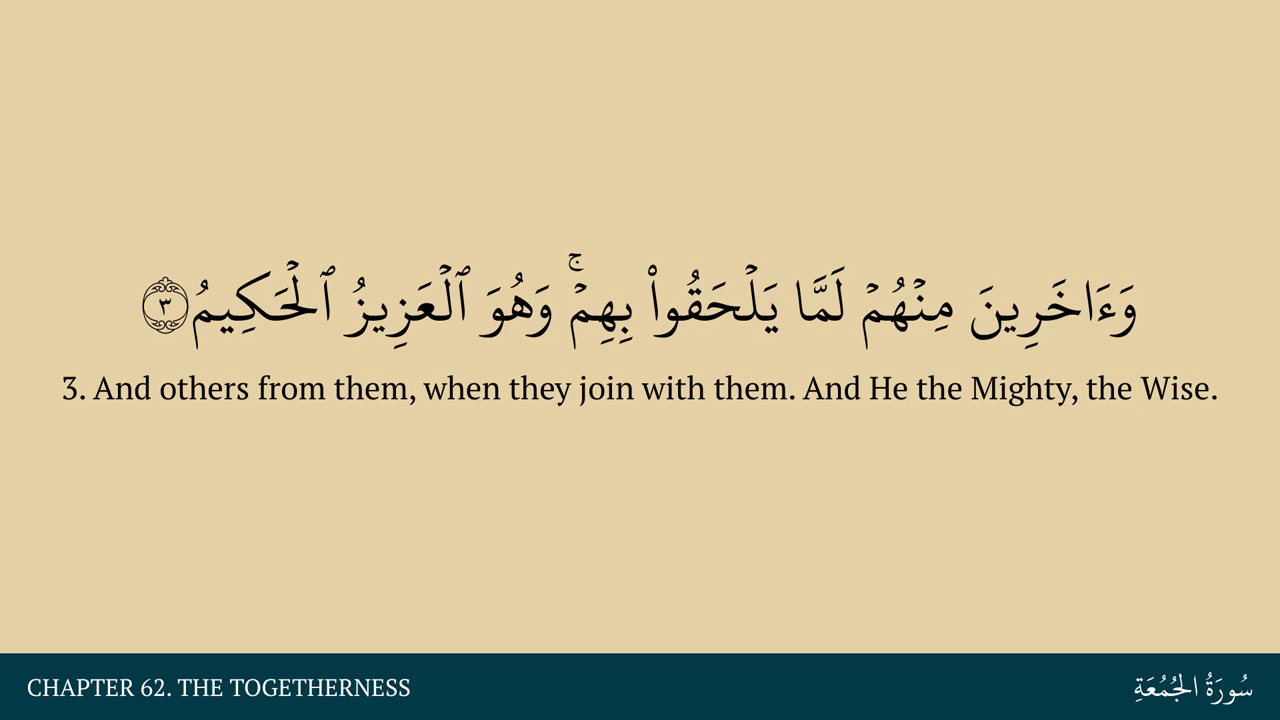 وَءَاخَرِينَ مِنۡهُمۡ لَمَّا يَلۡحَقُواْ بِهِمۡۚ وَهُوَ ٱلۡعَزِيزُ ٱلۡحَكِيمُ ٣
3. And others from them, when they join with them. And He the Mighty, the Wise.
CHAPTER 62. THE TOGETHERNESS
سُورَةُ الجُمُعَةِ